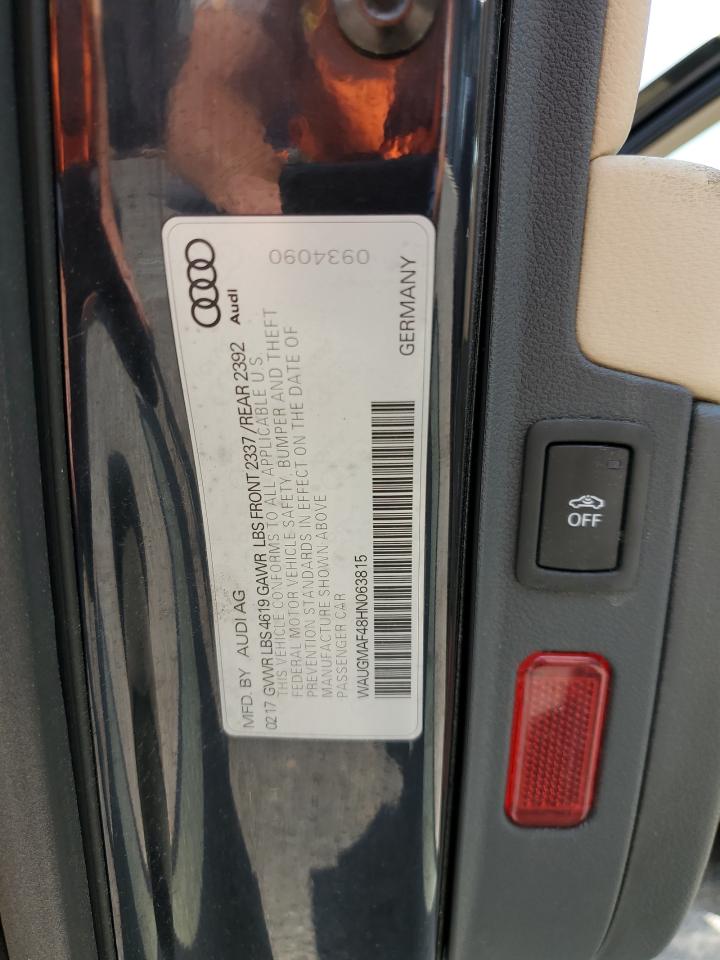 Audi
0934090
MFD. BY AUDI AG
02 17 GVWR LBS 4619 GAWR LBS FRONT 2337 / REAR 2392
THIS VEHICLE CONFORMS TO ALL APPLICABLE U S
FEDERAL MOTOR VEHICLE SAFETY, BUMPER AND THEFT
PREVENTION STANDARDS IN EFFECT ON THE DATE OF
MANUFACTURE SHOWN ABOVE
PASSENGER CAR
WAUGMAF48HN063815
GERMANY
OFF